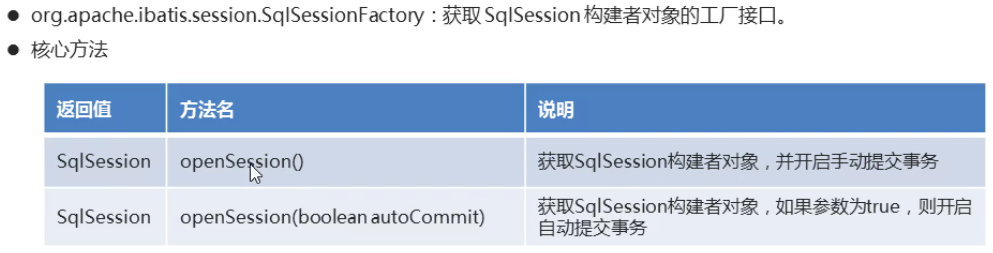 ● org.apache.ibatis.session.SqlSessionFactory：获取 SqlSession 构建者对象的工厂接口。
● 核心方法
返回值 方法名 说明
SqlSession openSession() 获取SqlSession构建者对象，并开启手动提交事务
SqlSession openSession(boolean autoCommit) 获取SqlSession构建者对象，如果参数为true，则开启
自动提交事务